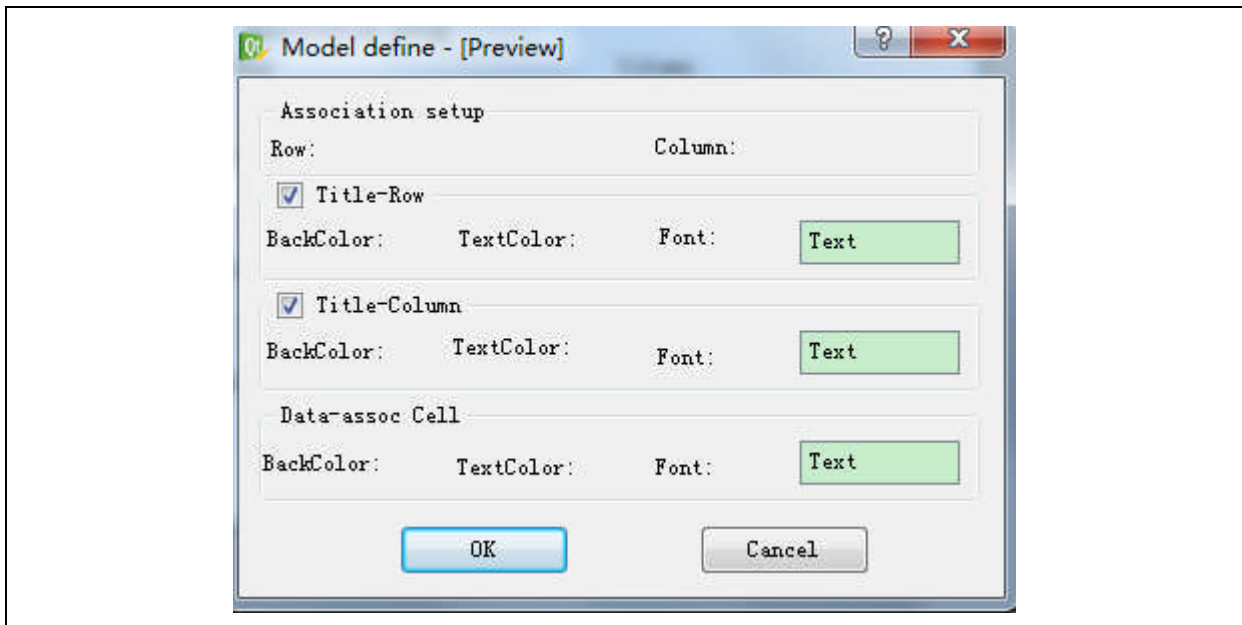 Model define - [Preview]
Association setup
Row: Column:
Title-Row
BackColor: TextColor: Font: Text
Title-Column
BackColor: TextColor: Font: Text
Data-assoc Cell
BackColor: TextColor: Font: Text
OK Cancel